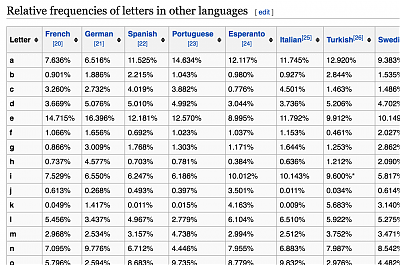 Relative frequencies of letters in other languages [ edit ]
Letter French [20] German [21] Spanish [22] Portuguese [23] Esperanto [24] Italian[25] Turkish[26] Swedi
a 7.636% 6.516% 11.525% 14.634% 12.117% 11.745% 12.920% 9.383%
b 0.901% 1.886% 2.215% 1.043% 0.980% 0.927% 2.844% 1.535%
c 3.260% 2.732% 4.019% 3.882% 0.776% 4.501% 1.463% 1.486%
d 3.669% 5.076% 5.010% 4.992% 3.044% 3.736% 5.206% 4.702%
e 14.715% 16.396% 12.181% 12.570% 8.995% 11.792% 9.912% 10.149
f 1.066% 1.656% 0.692% 1.023% 1.037% 1.153% 0.461% 2.027%
g 0.866% 3.009% 1.768% 1.303% 1.171% 1.644% 1.253% 2.862%
h 0.737% 4.577% 0.703% 0.781% 0.384% 0.636% 1.212% 2.090%
i 7.529% 6.550% 6.247% 6.186% 10.012% 10.143% 9.600%* 5.817%
j 0.613% 0.268% 0.493% 0.397% 3.501% 0.011% 0.034% 0.614%
k 0.049% 1.417% 0.011% 0.015% 4.163% 0.009% 5.683% 3.140%
l 5.456% 3.437% 4.967% 2.779% 6.104% 6.510% 5.922% 5.275%
m 2.968% 2.534% 3.157% 4.738% 2.994% 2.512% 3.752% 3.471%
n 7.095% 9.776% 6.712% 4.446% 7.955% 6.883% 7.987% 8.542%
o 5.796% 2.594% 8.683% 9.735% 8.779% 9.832% 2.976% 4.482%